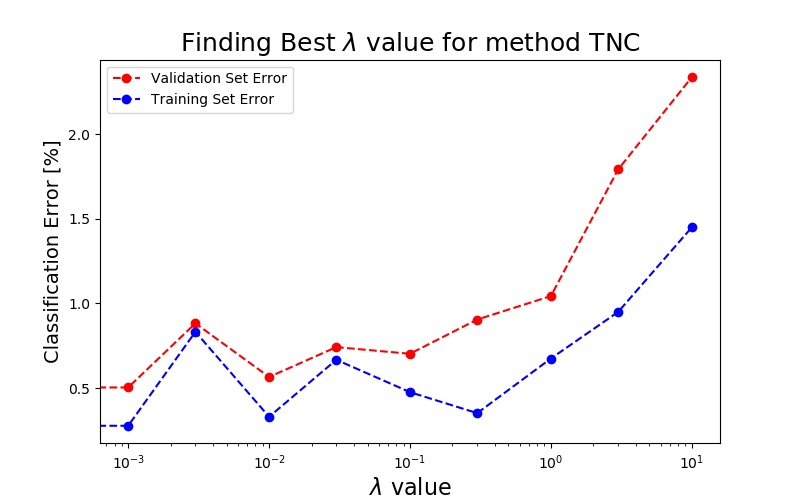 Finding Best λ value for method TNC
Validation Set Error
Training Set Error
Classification Error [%]
2.0
1.5
1.0
0.5
10⁻³ 10⁻² 10⁻¹ 10⁰ 10¹
λ value